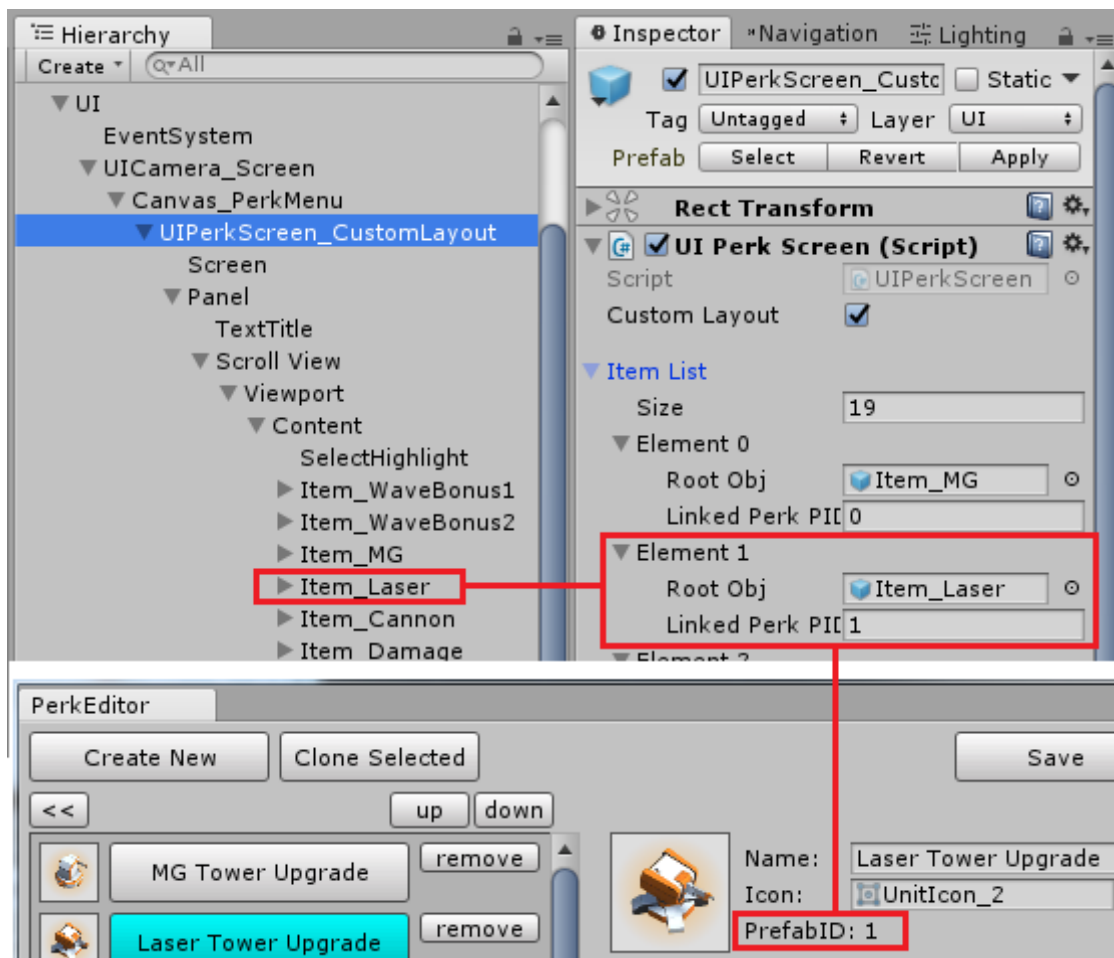 Hierarchy
Create
All
UI
EventSystem
UICamera_Screen
Canvas_PerkMenu
UIPerkScreen_CustomLayout
Screen
Panel
TextTitle
Scroll View
Viewport
Content
SelectHighlight
Item_WaveBonus1
Item_WaveBonus2
Item_MG
Item_Laser
Item_Cannon
Item_Damage
Inspector Navigation Lighting
UIPerkScreen_Custo Static
Tag Untagged Layer UI
Prefab Select Revert Apply
Rect Transform
UI Perk Screen (Script)
Script UIPerkScreen
Custom Layout
Item List
Size 19
Element 0
Root Obj Item_MG
Linked Perk PID 0
Element 1
Root Obj Item_Laser
Linked Perk PID 1
Element 2
PerkEditor
Create New Clone Selected Save
<< up down
MG Tower Upgrade remove
Laser Tower Upgrade remove
Name: Laser Tower Upgrade
Icon: UnitIcon_2
PrefabID: 1